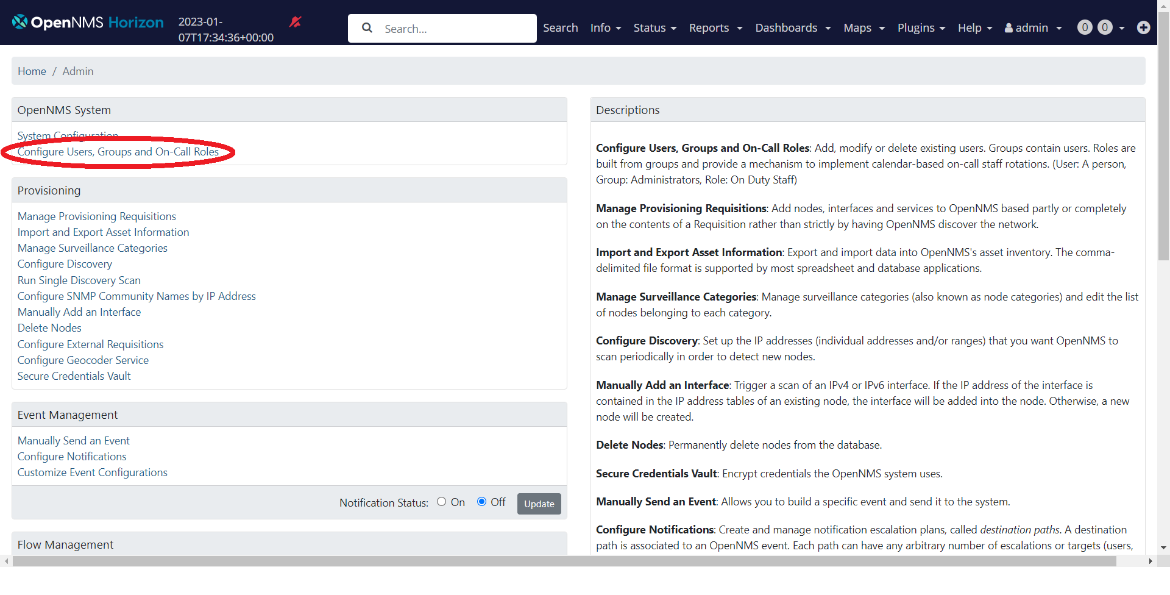 OpenNMS Horizon
2023-01-
07T17:34:36+00:00
Search...
Search Info Status Reports Dashboards Maps Plugins Help admin 0 0
Home / Admin
OpenNMS System
System Configuration
Configure Users, Groups and On-Call Roles
Provisioning
Manage Provisioning Requisitions
Import and Export Asset Information
Manage Surveillance Categories
Configure Discovery
Run Single Discovery Scan
Configure SNMP Community Names by IP Address
Manually Add an Interface
Delete Nodes
Configure External Requisitions
Configure Geocoder Service
Secure Credentials Vault
Event Management
Manually Send an Event
Configure Notifications
Customize Event Configurations
Notification Status: On Off Update
Flow Management
Descriptions
Configure Users, Groups and On-Call Roles: Add, modify or delete existing users. Groups contain users. Roles are
built from groups and provide a mechanism to implement calendar-based on-call staff rotations. (User: A person,
Group: Administrators, Role: On Duty Staff)
Manage Provisioning Requisitions: Add nodes, interfaces and services to OpenNMS based partly or completely
on the contents of a Requisition rather than strictly by having OpenNMS discover the network.
Import and Export Asset Information: Export and import data into OpenNMS's asset inventory. The comma-
delimited file format is supported by most spreadsheet and database applications.
Manage Surveillance Categories: Manage surveillance categories (also known as node categories) and edit the list
of nodes belonging to each category.
Configure Discovery: Set up the IP addresses (individual addresses and/or ranges) that you want OpenNMS to
scan periodically in order to detect new nodes.
Manually Add an Interface: Trigger a scan of an IPv4 or IPv6 interface. If the IP address of the interface is
contained in the IP address tables of an existing node, the interface will be added into the node. Otherwise, a new
node will be created.
Delete Nodes: Permanently delete nodes from the database.
Secure Credentials Vault: Encrypt credentials the OpenNMS system uses.
Manually Send an Event: Allows you to build a specific event and send it to the system.
Configure Notifications: Create and manage notification escalation plans, called destination paths. A destination
path is associated to an OpenNMS event. Each path can have any arbitrary number of escalations or targets (users,